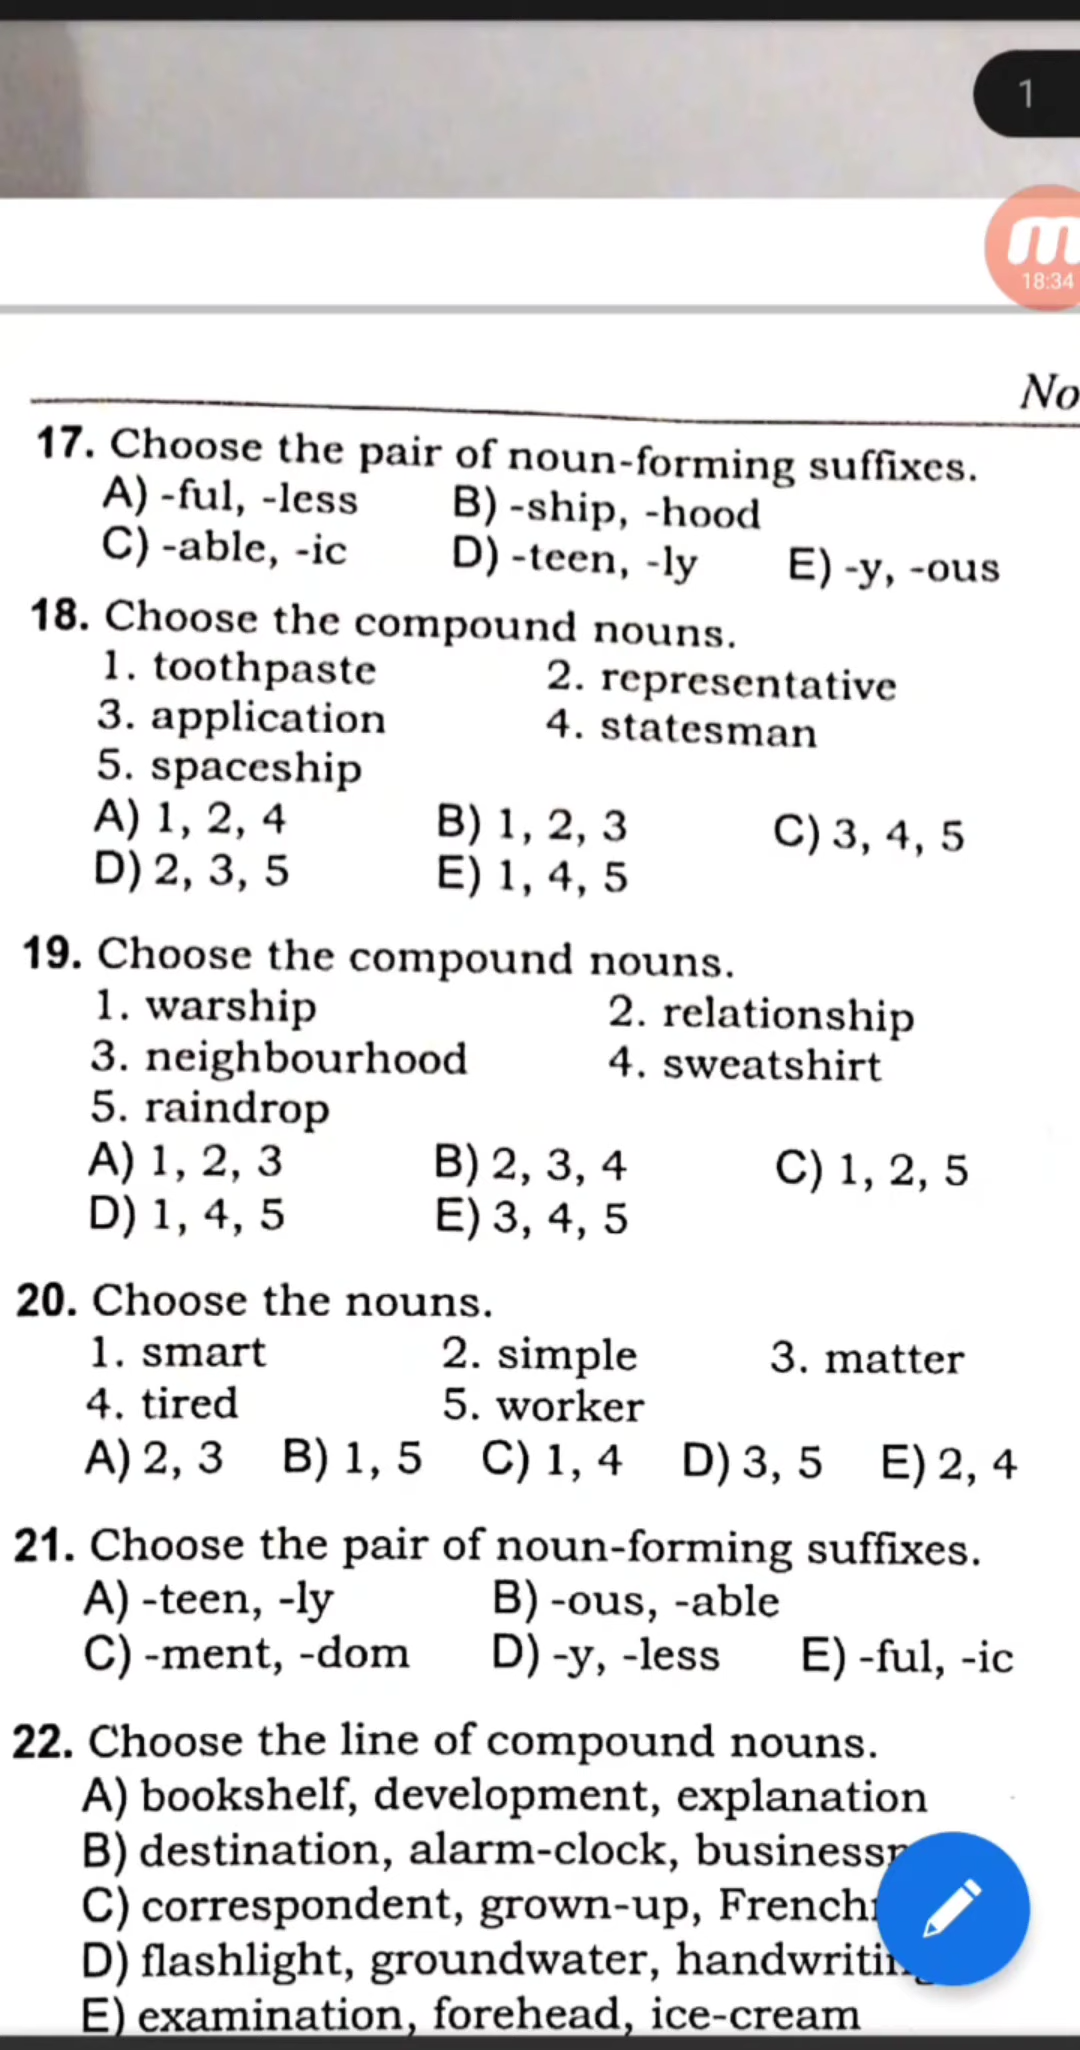 1
m
18:34
No
17. Choose the pair of noun-forming suffixes.
A) -ful, -less B) -ship, -hood
C) -able, -ic D) -teen, -ly E) -y, -ous
18. Choose the compound nouns.
1. toothpaste 2. representative
3. application 4. statesman
5. spaceship
A) 1, 2, 4 B) 1, 2, 3 C) 3, 4, 5
D) 2, 3, 5 E) 1, 4, 5
19. Choose the compound nouns.
1. warship 2. relationship
3. neighbourhood 4. sweatshirt
5. raindrop
A) 1, 2, 3 B) 2, 3, 4 C) 1, 2, 5
D) 1, 4, 5 E) 3, 4, 5
20. Choose the nouns.
1. smart 2. simple 3. matter
4. tired 5. worker
A) 2, 3 B) 1, 5 C) 1, 4 D) 3, 5 E) 2, 4
21. Choose the pair of noun-forming suffixes.
A) -teen, -ly B) -ous, -able
C) -ment, -dom D) -y, -less E) -ful, -ic
22. Choose the line of compound nouns.
A) bookshelf, development, explanation
B) destination, alarm-clock,
C) correspondent, grown-up,
D) flashlight, groundwater,
E) examination, forehead, ice-cream